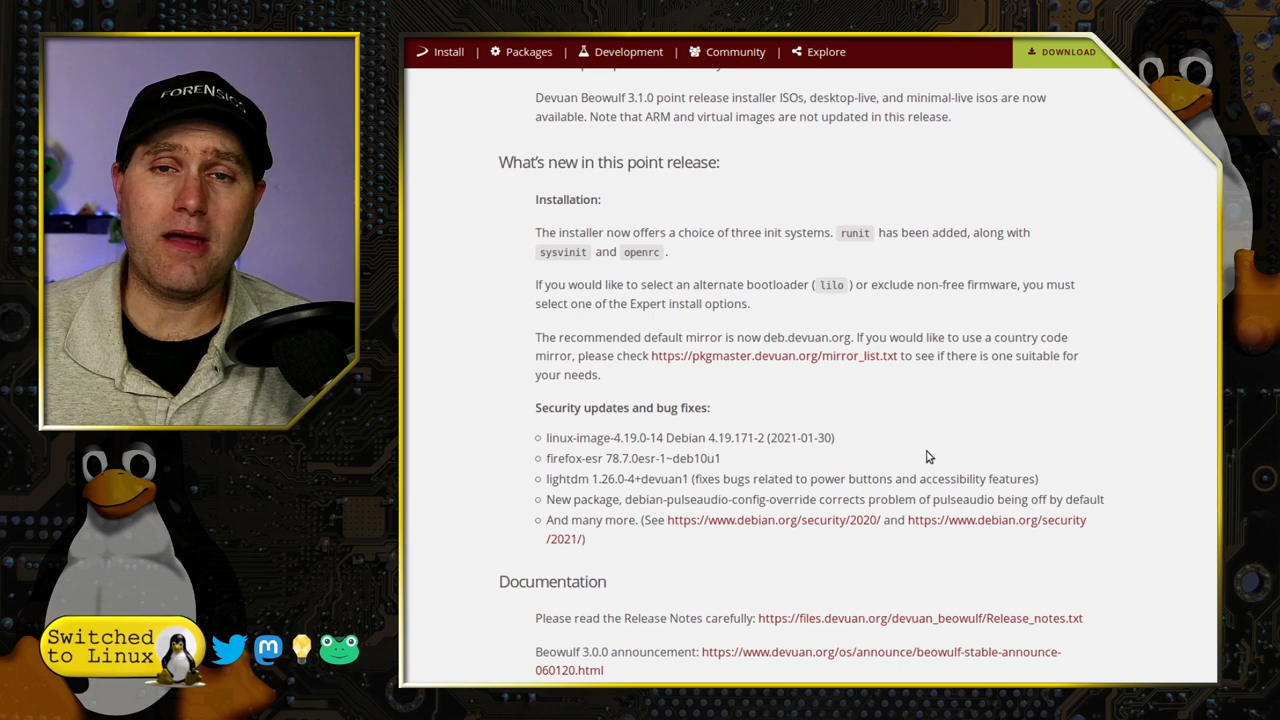 FORENSICS
Install | Packages | Development | Community | Explore
DOWNLOAD
Devuan Beowulf 3.1.0 point release installer ISOs, desktop-live, and minimal-live isos are now
available. Note that ARM and virtual images are not updated in this release.
What's new in this point release:
Installation:
The installer now offers a choice of three init systems. runit has been added, along with
sysvinit and openrc.
If you would like to select an alternate bootloader (lilo) or exclude non-free firmware, you must
select one of the Expert install options.
The recommended default mirror is now deb.devuan.org. If you would like to use a country code
mirror, please check https://pkgmaster.devuan.org/mirror_list.txt to see if there is one suitable for
your needs.
Security updates and bug fixes:
linux-image-4.19.0-14 Debian 4.19.171-2 (2021-01-30)
firefox-esr 78.7.0esr-1~deb10u1
lightdm 1.26.0-4+devuan1 (fixes bugs related to power buttons and accessibility features)
New package, debian-pulseaudio-config-override corrects problem of pulseaudio being off by default
And many more. (See https://www.debian.org/security/2020/ and https://www.debian.org/security
/2021/)
Documentation
Please read the Release Notes carefully: https://files.devuan.org/devuan_beowulf/Release_notes.txt
Beowulf 3.0.0 announcement: https://www.devuan.org/os/announce/beowulf-stable-announce-
060120.html
Switched
to Linux